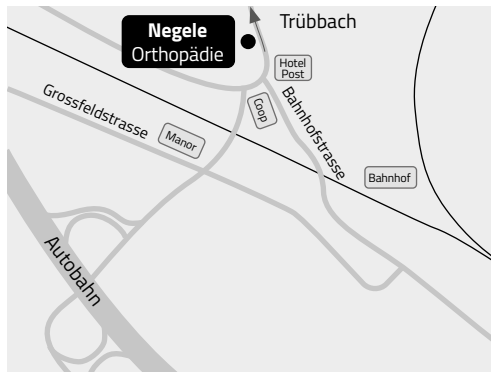 Negele
Orthopädie
Trübbach
Hotel
Post
Coop
Bahnhofstrasse
Grossfeldstrasse
Manor
Bahnhof
Autobahn